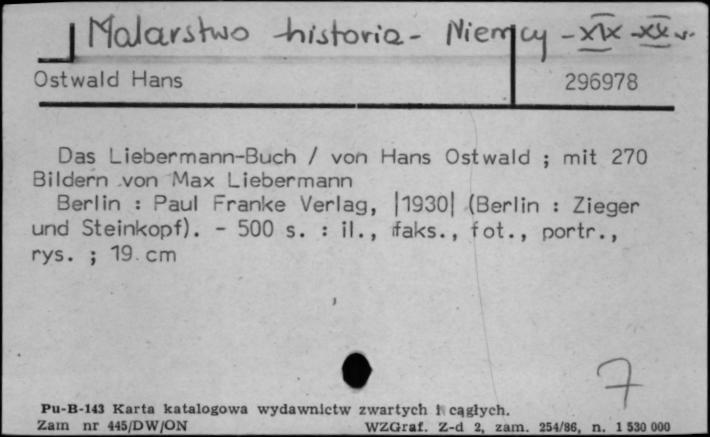 Malarstwo historia - Niemcy - XIX - XX w.
Ostwald Hans 296978
Das Liebermann-Buch / von Hans Ostwald ; mit 270
Bildern von Max Liebermann
Berlin : Paul Franke Verlag, |1930| (Berlin : Zieger
und Steinkopf). - 500 s. : il., faks., fot., portr.,
rys. ; 19 cm
7
Pu-B-143 Karta katalogowa wydawnictw zwartych i cągłych.
Zam nr 445/DW/ON WZGraf. Z-d 2, zam. 254/86, n. 1 530 000